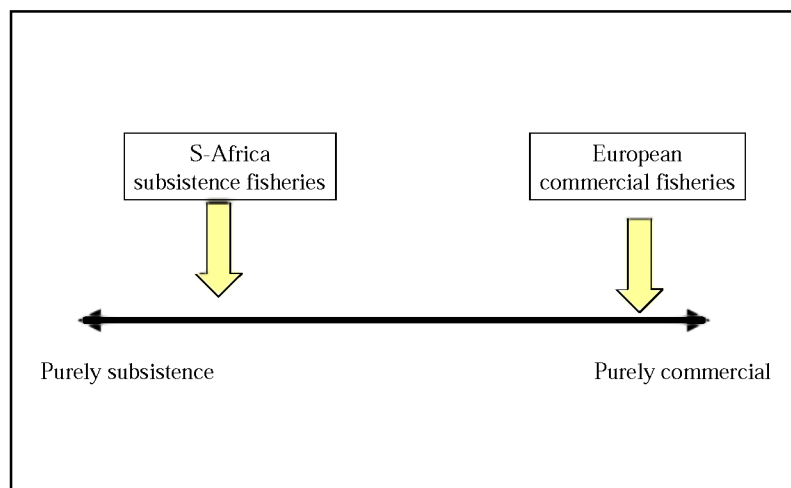 S-Africa
subsistence fisheries
European
commercial fisheries
Purely subsistence
Purely commercial